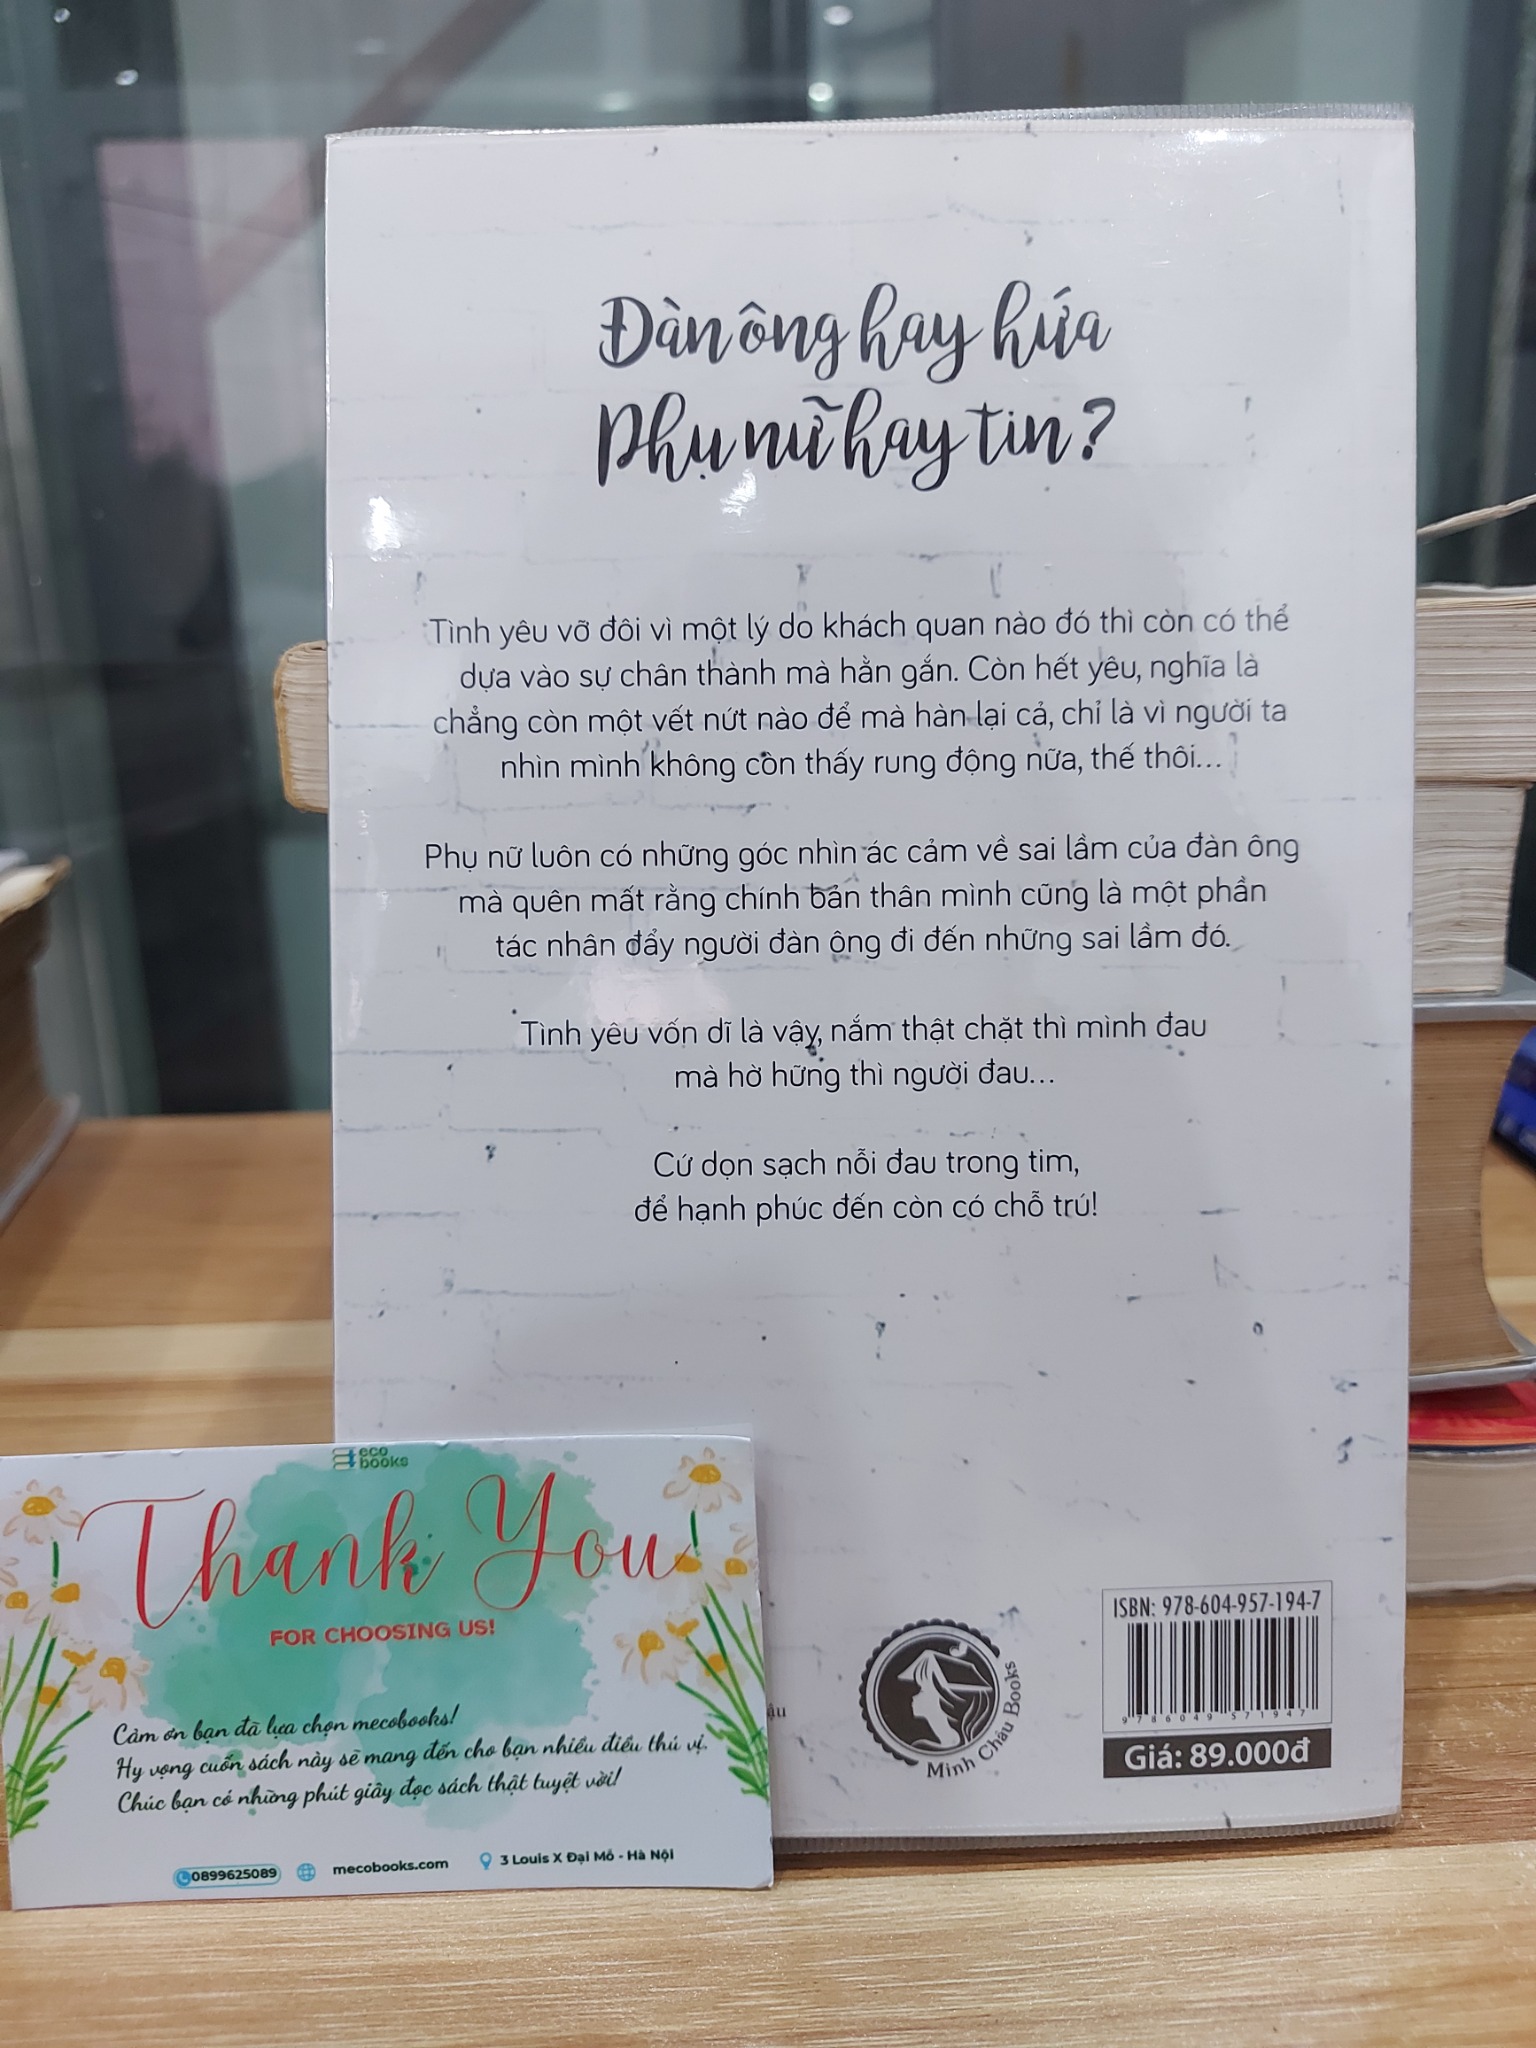 Đàn ông hay hứa
Phụ nữ hay tin?
Tình yêu vỡ đôi vì một lý do khách quan nào đó thì còn có thể
dựa vào sự chân thành mà hằn gắn. Còn hết yêu, nghĩa là
chẳng còn một vết nứt nào để mà hàn lại cả, chỉ là vì người ta
nhìn mình không còn thấy rung động nữa, thế thôi...
Phụ nữ luôn có những góc nhìn ác cảm về sai lầm của đàn ông
mà quên mất rằng chính bản thân mình cũng là một phần
tác nhân đẩy người đàn ông đi đến những sai lầm đó.
Tình yêu vốn dĩ là vậy, nắm thật chặt thì mình đau
mà hờ hững thì người đau...
Cứ dọn sạch nỗi đau trong tim,
để hạnh phúc đến còn có chỗ trú!
eco
books
Thank You
FOR CHOOSING US!
Cảm ơn bạn đã lựa chọn mecobooks!
Hy vọng cuốn sách này sẽ mang đến cho bạn nhiều điều thú vị.
Chúc bạn có những phút giây đọc sách thật tuyệt vời!
0899625089
mecobooks.com
3 Louis X Đại Mỗ - Hà Nội
Minh Châu Books
ISBN: 978-604-957-194-7
9 786049 571947
Giá: 89.000đ